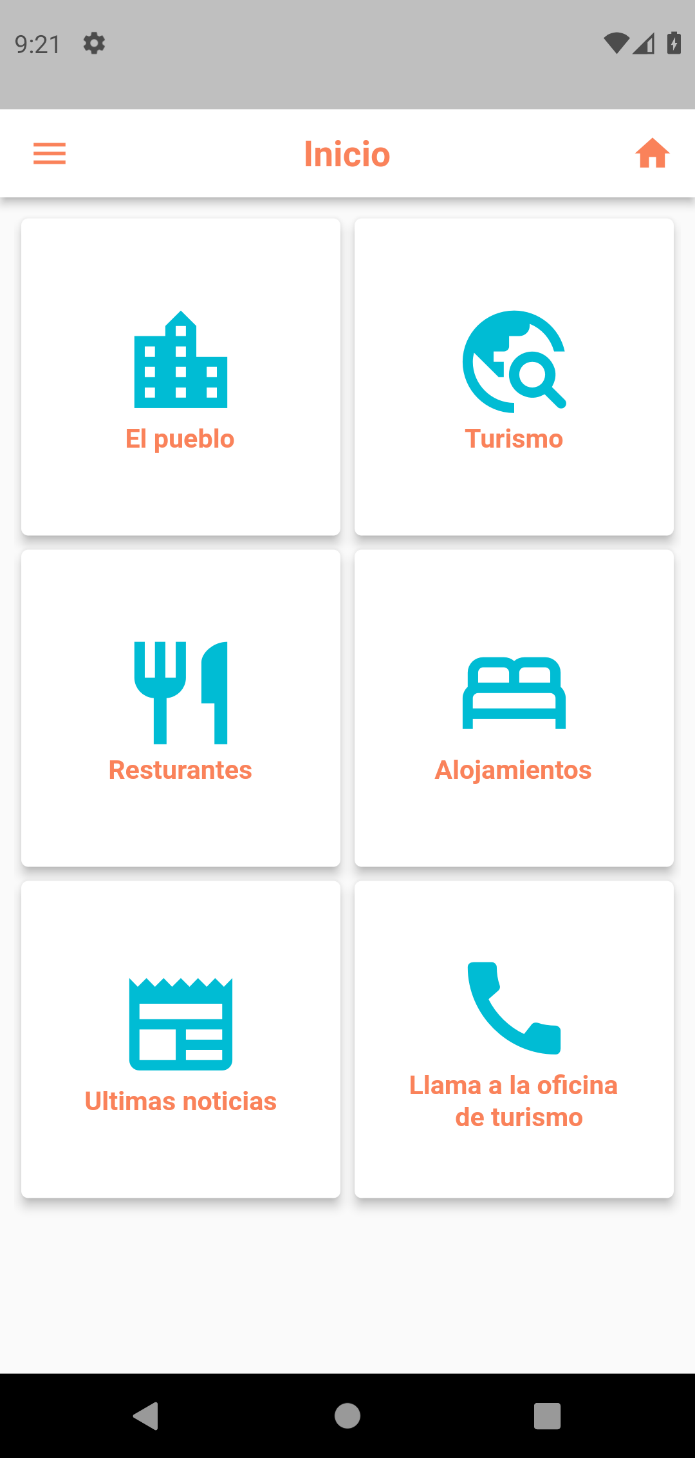 9:21
Inicio
El pueblo
Turismo
Resturantes
Alojamientos
Ultimas noticias
Llama a la oficina
de turismo